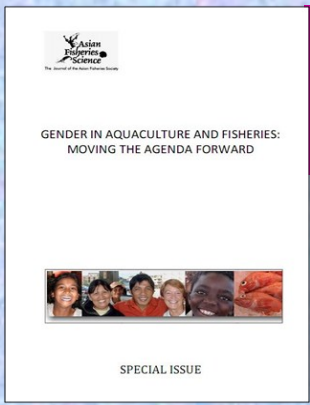 Asian
Fisheries
Science
The Journal of the Asian Fisheries Society
GENDER IN AQUACULTURE AND FISHERIES:
MOVING THE AGENDA FORWARD
SPECIAL ISSUE